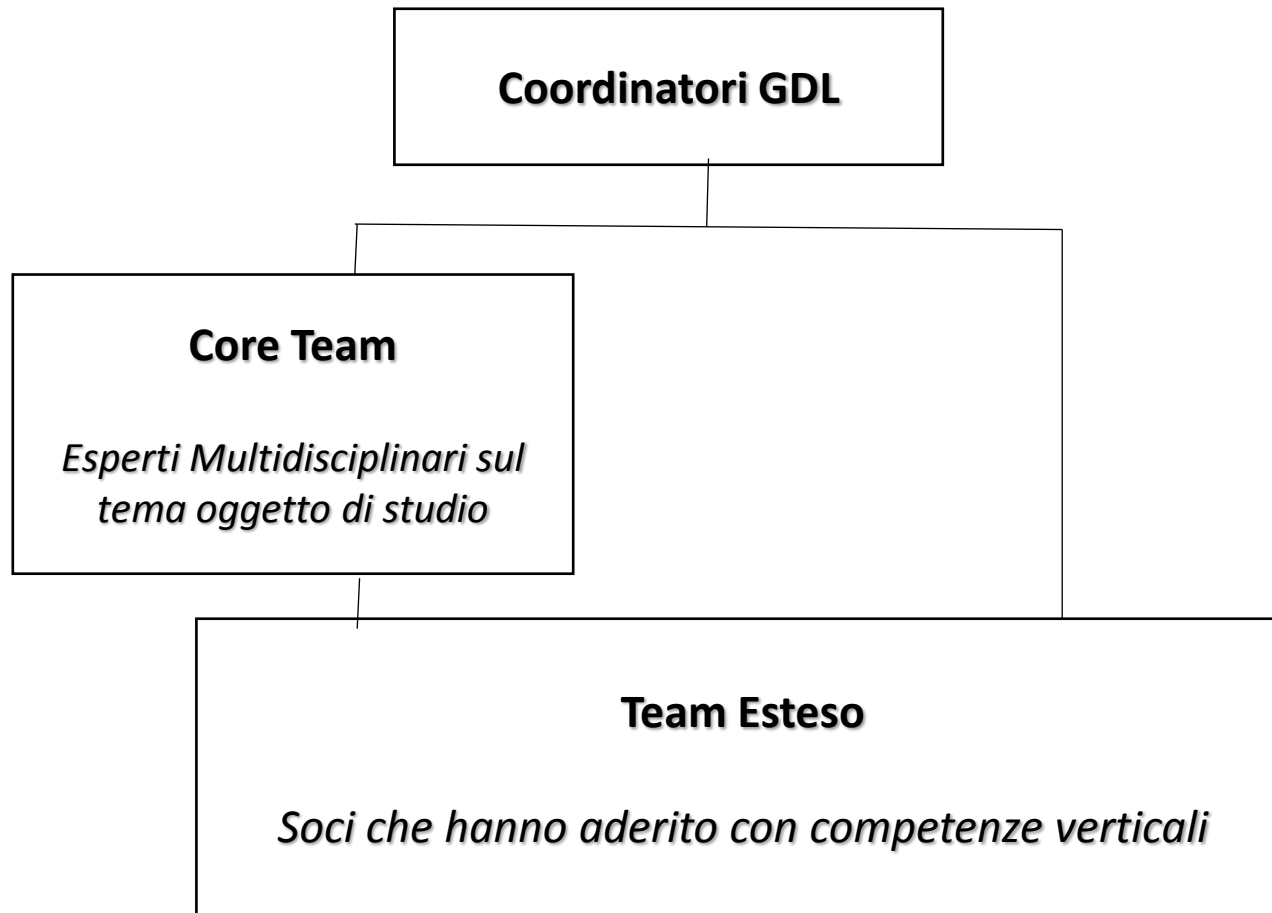 Coordinatori GDL
Core Team
Esperti Multidisciplinari sul
tema oggetto di studio
Team Esteso
Soci che hanno aderito con competenze verticali